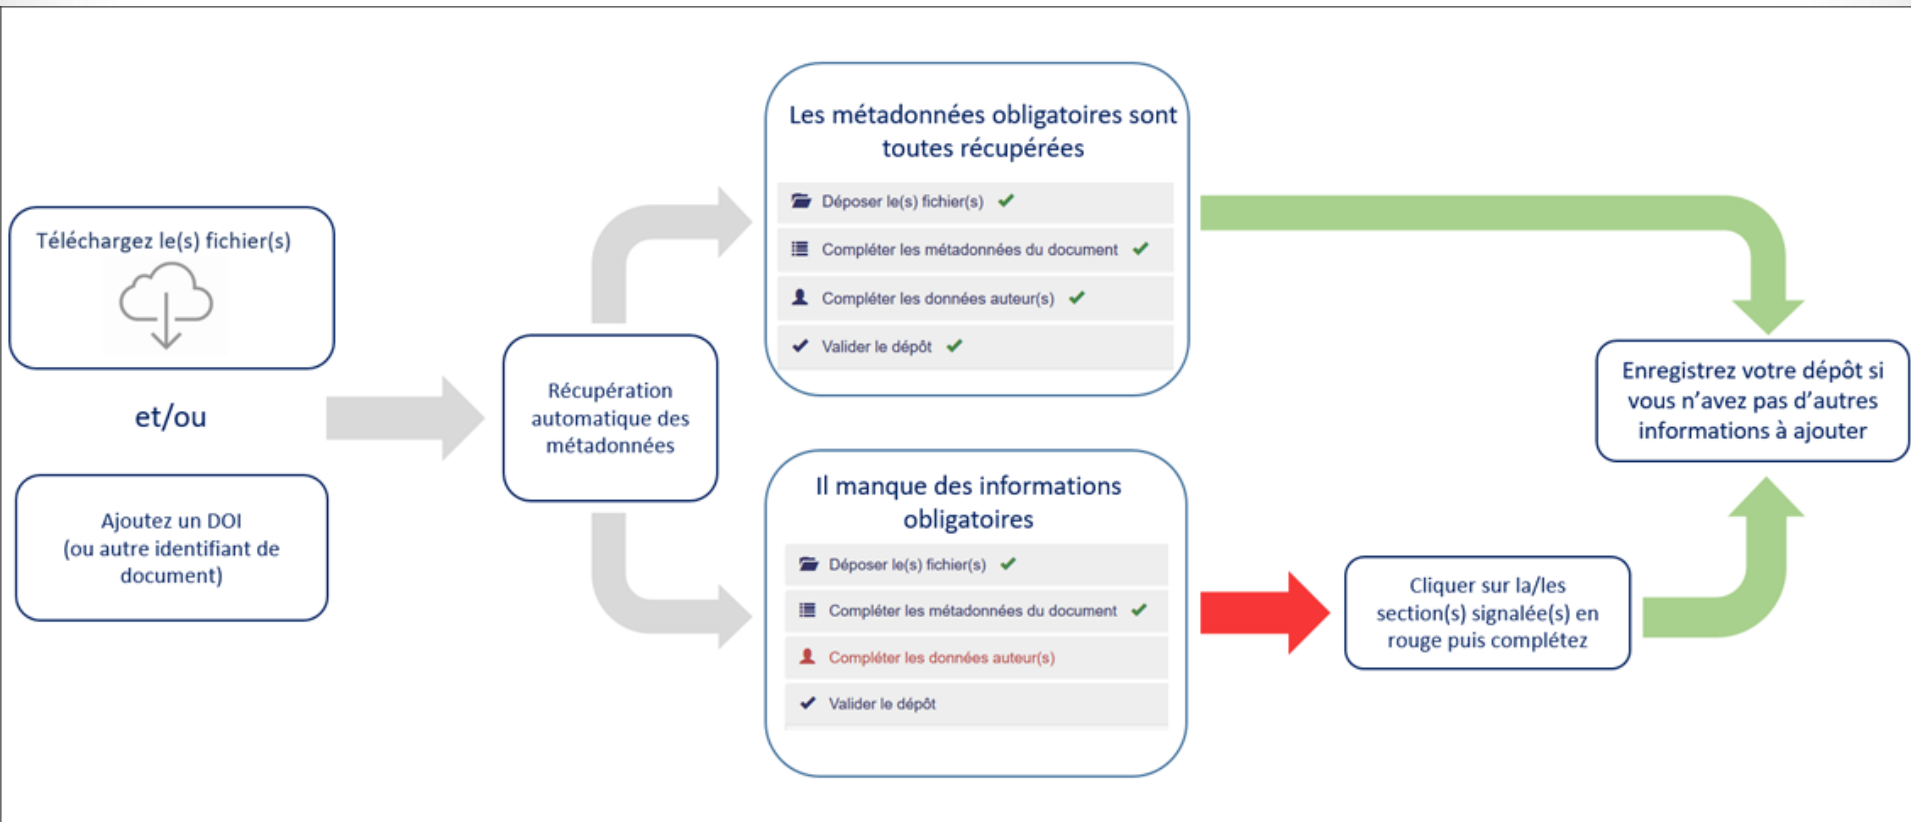 Téléchargez le(s) fichier(s)
et/ou
Ajoutez un DOI
(ou autre identifiant de
document)
Récupération
automatique des
métadonnées
Les métadonnées obligatoires sont
toutes récupérées
Déposer le(s) fichier(s)
Compléter les métadonnées du document
Compléter les données auteur(s)
Valider le dépôt
Il manque des informations
obligatoires
Déposer le(s) fichier(s)
Compléter les métadonnées du document
Compléter les données auteur(s)
Valider le dépôt
Cliquer sur la/les
section(s) signalée(s) en
rouge puis complétez
Enregistrez votre dépôt si
vous n’avez pas d’autres
informations à ajouter